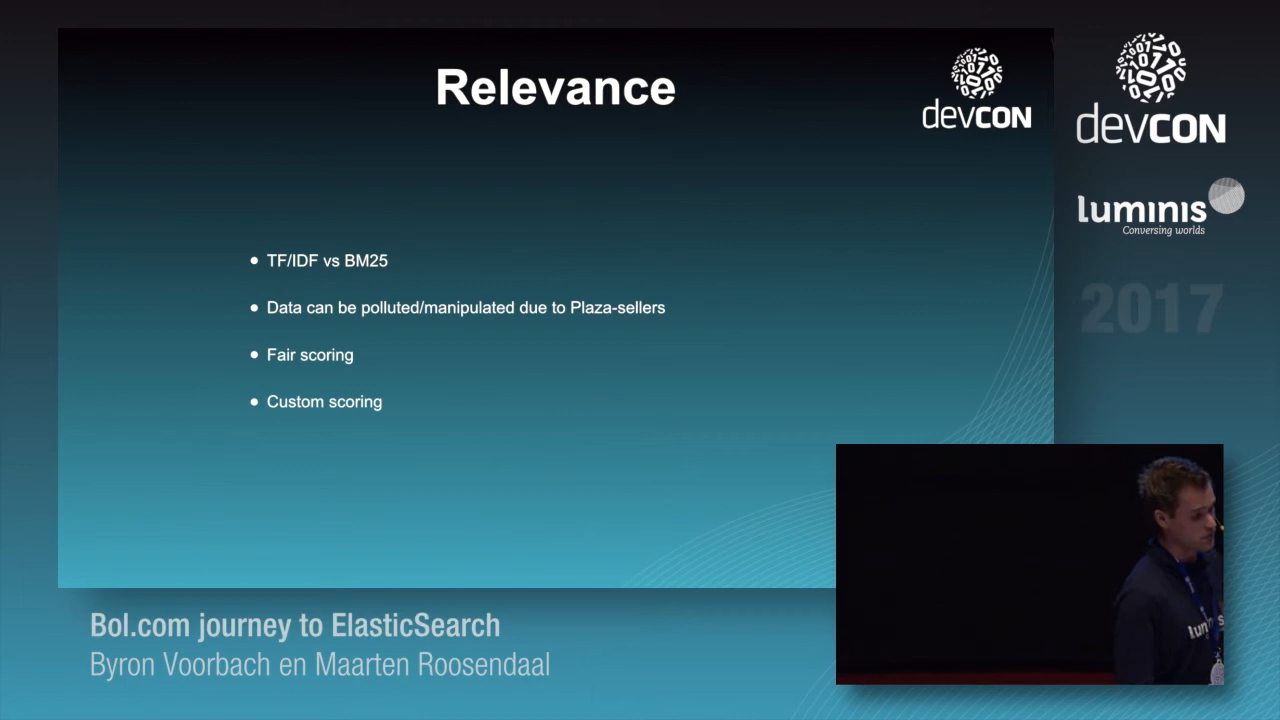 Relevance
devcon
devcon
luminis
Conversing worlds
2017
TF/IDF vs BM25
Data can be polluted/manipulated due to Plaza-sellers
Fair scoring
Custom scoring
Bol.com journey to ElasticSearch
Byron Voorbach en Maarten Roosendaal